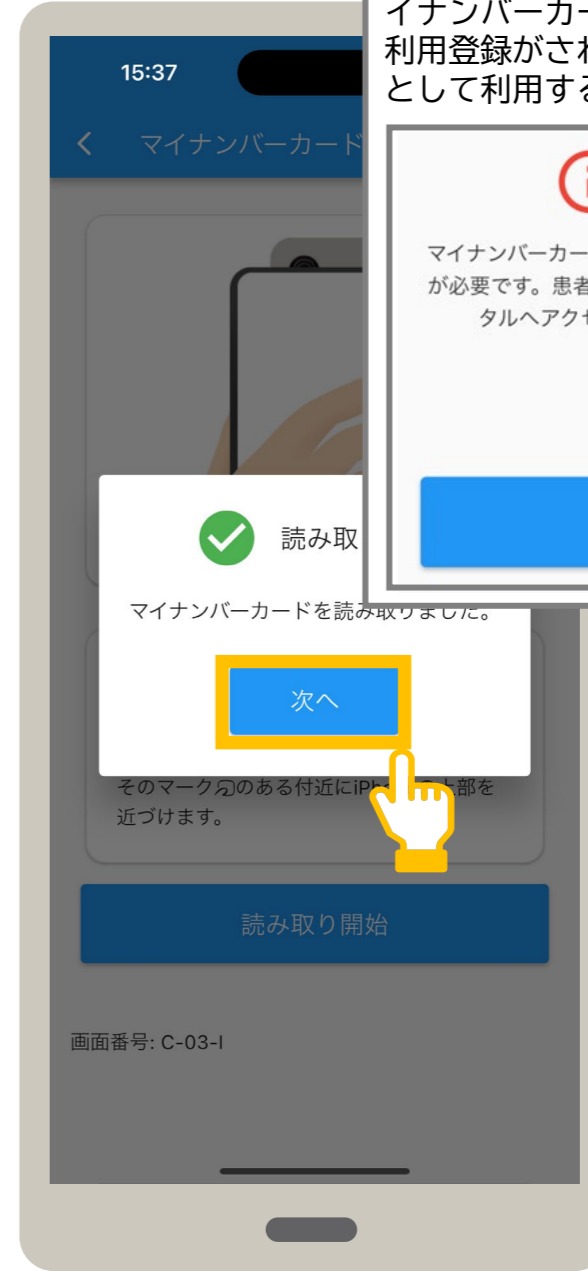 イナンバーカー
利用登録がされ
として利用する
マイナンバーカー
が必要です。患者
タルへアクセ
15:37
マイナンバーカード
読み取
マイナンバーカードを読み取りました。
次へ
そのマークのある付近にiPh の上部を
近づけます。
読み取り開始
画面番号: C-03-I